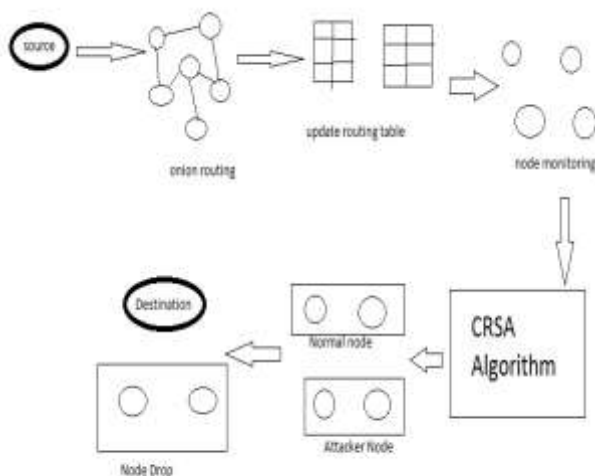 source
onion routing
update routing table
node monitoring
CRSA
Algorithm
Normal node
Attacker Node
Destination
Node Drop